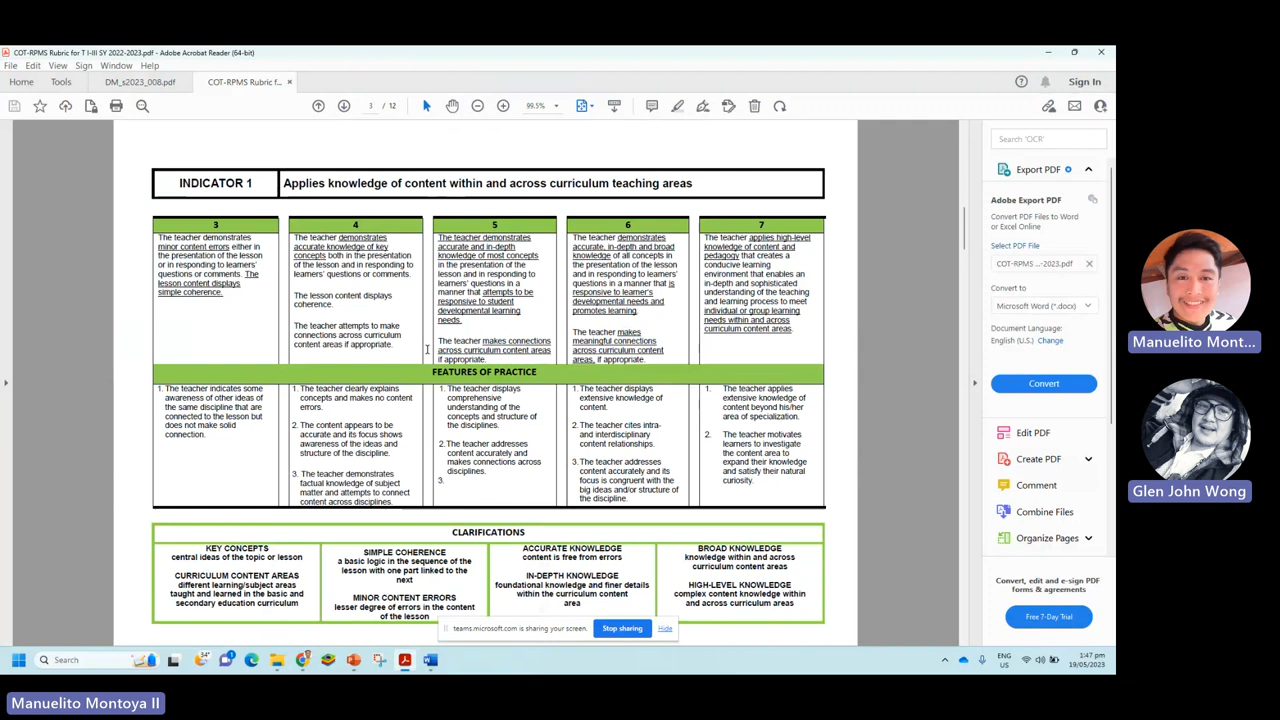 COT-RPMS Rubric for T I-III SY 2022-2023.pdf - Adobe Acrobat Reader (64-bit)
File Edit View Sign Window Help
Home Tools DM_s2023_008.pdf COT-RPMS Rubric f... × Sign In
3 / 12 99.5%
Search 'OCR'
INDICATOR 1 Applies knowledge of content within and across curriculum teaching areas
3
The teacher demonstrates
minor content errors either in
the presentation of the lesson
or in responding to learners'
questions or comments. The
lesson content displays
simple coherence.
4
The teacher demonstrates
accurate knowledge of key
concepts both in the presentation
of the lesson and in responding to
learners' questions or comments.
The lesson content displays
coherence.
The teacher attempts to make
connections across curriculum
content areas if appropriate.
5
The teacher demonstrates
accurate and in-depth
knowledge of most concepts
in the presentation of the
lesson and in responding to
learners' questions in a
manner that attempts to be
responsive to student
developmental learning
needs.
The teacher makes connections
across curriculum content areas
if appropriate.
6
The teacher demonstrates
accurate, in-depth and broad
knowledge of all concepts in
the presentation of the lesson
and in responding to learners'
questions in a manner that is
responsive to learner's
developmental needs and
promotes learning.
The teacher makes
meaningful connections
across curriculum content
areas, if appropriate.
7
The teacher applies high-level
knowledge of content and
pedagogy that creates a
conducive learning
environment that enables an
in-depth and sophisticated
understanding of the teaching
and learning process to meet
individual or group learning
needs within and across
curriculum content areas.
FEATURES OF PRACTICE
1. The teacher indicates some
awareness of other ideas of
the same discipline that are
connected to the lesson but
does not make solid
connection.
1. The teacher clearly explains
concepts and makes no content
errors.
2. The content appears to be
accurate and its focus shows
awareness of the ideas and
structure of the discipline.
3. The teacher demonstrates
factual knowledge of subject
matter and attempts to connect
content across disciplines.
1. The teacher displays
comprehensive
understanding of the
concepts and structure of
the disciplines.
2. The teacher addresses
content accurately and
makes connections across
disciplines.
3.
1. The teacher displays
extensive knowledge of
content.
2. The teacher cites intra-
and interdisciplinary
content relationships.
3. The teacher addresses
content accurately and its
focus is congruent with the
big ideas and/or structure of
the discipline.
1. The teacher applies
extensive knowledge of
content beyond his/her
area of specialization.
2. The teacher motivates
learners to investigate
the content area to
expand their knowledge
and satisfy their natural
curiosity.
CLARIFICATIONS
KEY CONCEPTS
central ideas of the topic or lesson
CURRICULUM CONTENT AREAS
different learning/subject areas
taught and learned in the basic and
secondary education curriculum
SIMPLE COHERENCE
a basic logic in the sequence of the
lesson with one part linked to the
next
MINOR CONTENT ERRORS
lesser degree of errors in the content
of the lesson
ACCURATE KNOWLEDGE
content is free from errors
IN-DEPTH KNOWLEDGE
foundational knowledge and finer details
within the curriculum content
area
BROAD KNOWLEDGE
knowledge within and across
curriculum content areas
HIGH-LEVEL KNOWLEDGE
complex content knowledge within
and across curriculum areas
teams.microsoft.com is sharing your screen. Stop sharing Hide
Export PDF
Adobe Export PDF
Convert PDF Files to Word
or Excel Online
Select PDF File
COT-RPMS ...-2023.pdf ×
Convert to
Microsoft Word (*.docx)
Document Language:
English (U.S.) Change
Convert
Edit PDF
Create PDF
Comment
Combine Files
Organize Pages
Convert, edit and e-sign PDF
forms & agreements
Free 7-Day Trial
Search 34° ENG
US 1:47 pm
19/05/2023
Manuelito Mont...
Glen John Wong
Manuelito Montoya II